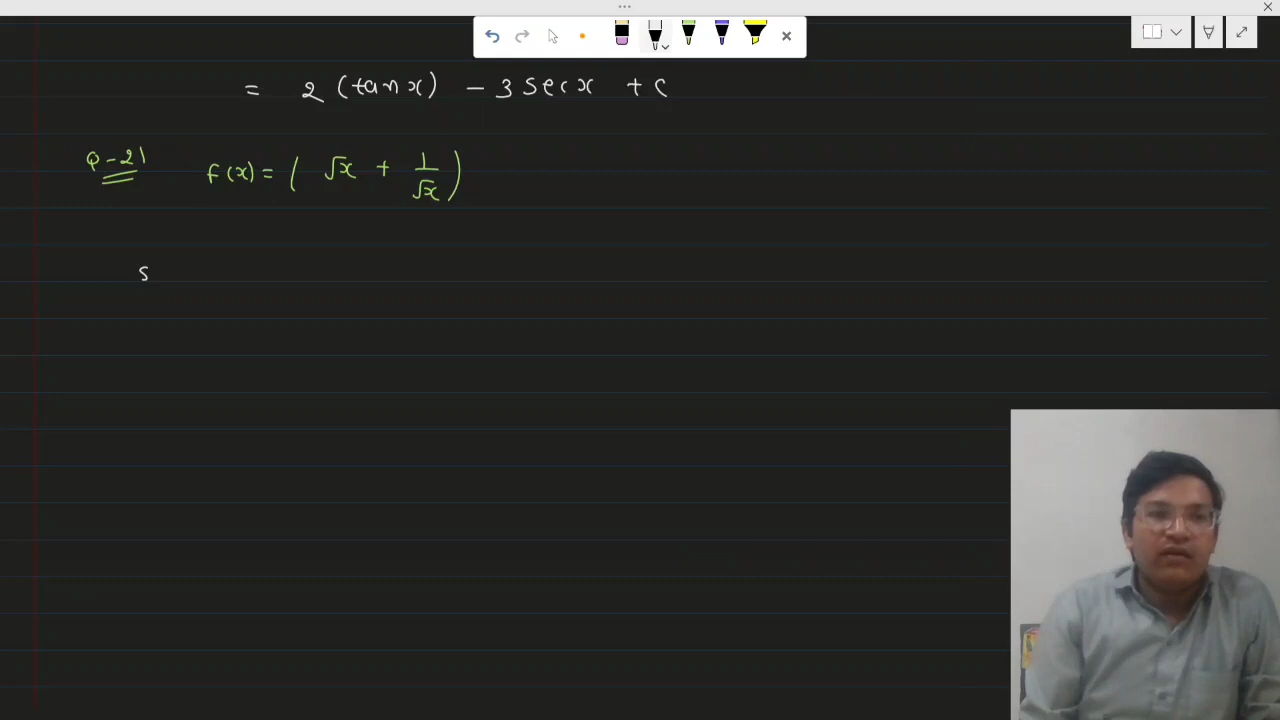 = 2 (tan x) - 3 sec x + c
Q-21 f(x) = ( √x + 1/√x )
S